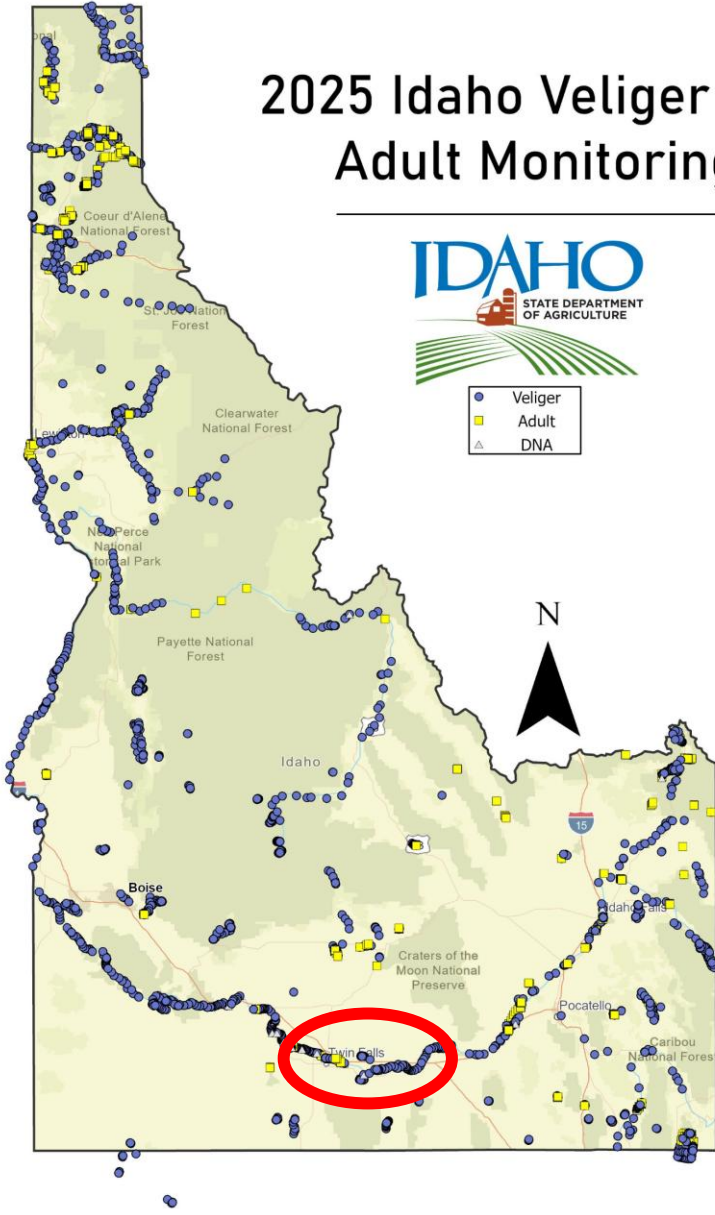 2025 Idaho Veliger
Adult Monitoring
IDAHO
STATE DEPARTMENT
OF AGRICULTURE
Veliger
Adult
DNA
Coeur d'Alene
National Forest
Forest
Clearwater
National Forest
National
Payette National
Forest
N
Idaho
15
Boise
Craters of the
Moon National
Preserve
Pocatello
Twin Falls
Caribou
National Forest